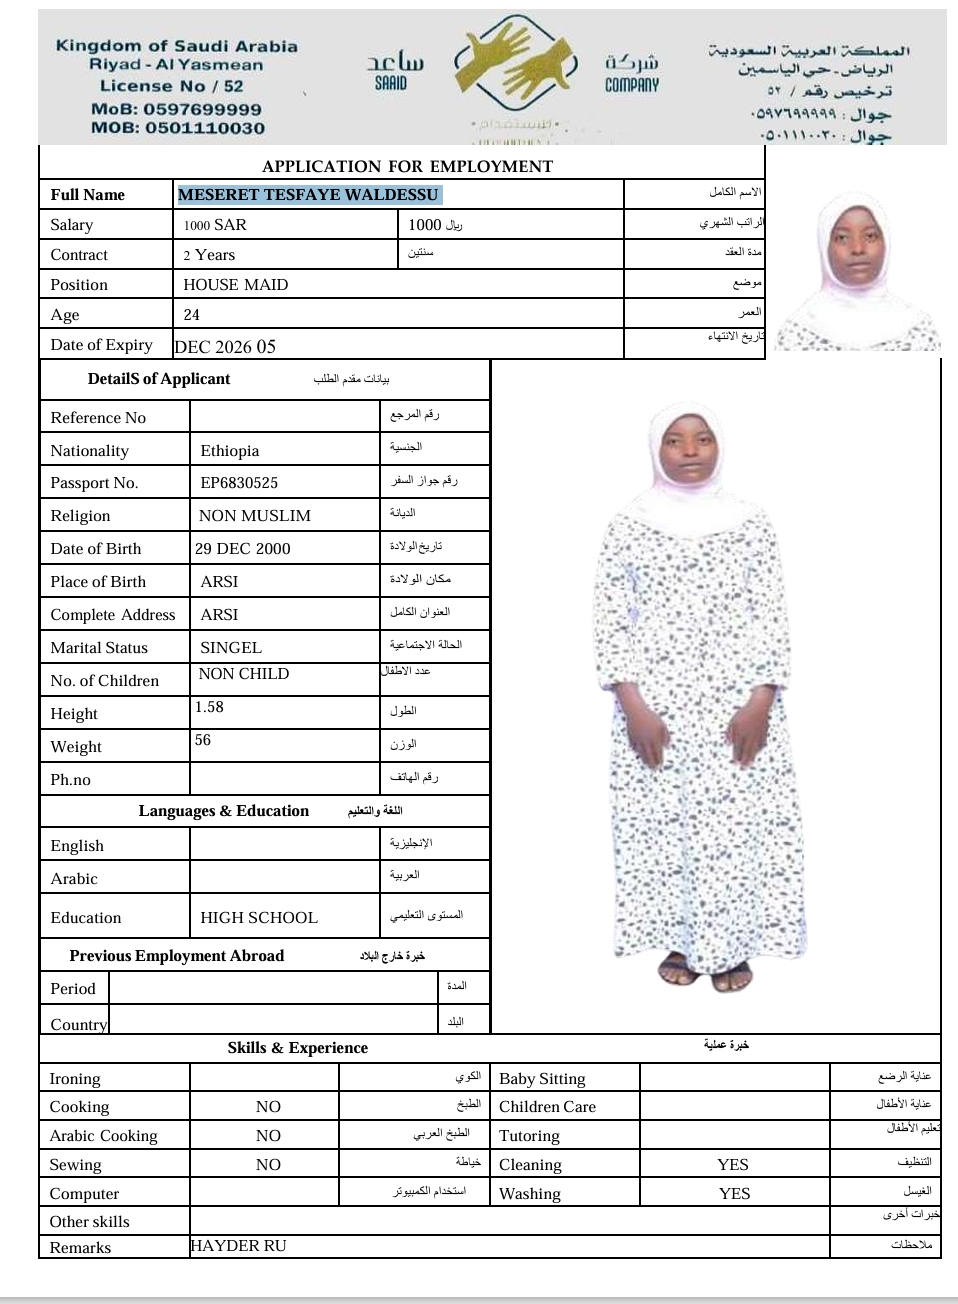 Kingdom of Saudi Arabia
Riyad - Al Yasmean
License No / 52
MoB: 0597699999
MOB: 0501110030
ساعد
SAAID
شركة
COMPANY
للاستقدام
المملكة العربية السعودية
الرياض - حي الياسمين
ترخيص رقم / ٥٢
جوال : ٠٥٩٧٦٩٩٩٩٩
جوال : ٠٥٠١١١٠٠٣٠
APPLICATION FOR EMPLOYMENT
Full Name MESERET TESFAYE WALDESSU الاسم الكامل
Salary 1000 SAR 1000 ريال الراتب الشهري
Contract 2 Years سنتين مدة العقد
Position HOUSE MAID موضع
Age 24 العمر
Date of Expiry DEC 2026 05 تاريخ الانتهاء
DetailS of Applicant بيانات مقدم الطلب
Reference No رقم المرجع
Nationality Ethiopia الجنسية
Passport No. EP6830525 رقم جواز السفر
Religion NON MUSLIM الديانة
Date of Birth 29 DEC 2000 تاريخ الولادة
Place of Birth ARSI مكان الولادة
Complete Address ARSI العنوان الكامل
Marital Status SINGEL الحالة الاجتماعية
No. of Children NON CHILD عدد الاطفال
Height 1.58 الطول
Weight 56 الوزن
Ph.no رقم الهاتف
Languages & Education اللغة والتعليم
English الإنجليزية
Arabic العربية
Education HIGH SCHOOL المستوى التعليمي
Previous Employment Abroad خبرة خارج البلاد
Period المدة
Country البلد
Skills & Experience خبرة عملية
Ironing الكوي Baby Sitting عناية الرضع
Cooking NO الطبخ Children Care عناية الأطفال
Arabic Cooking NO الطبخ العربي Tutoring تعليم الأطفال
Sewing NO خياطة Cleaning YES التنظيف
Computer استخدام الكمبيوتر Washing YES الغيسل
Other skills خبرات أخرى
Remarks HAYDER RU ملاحظات